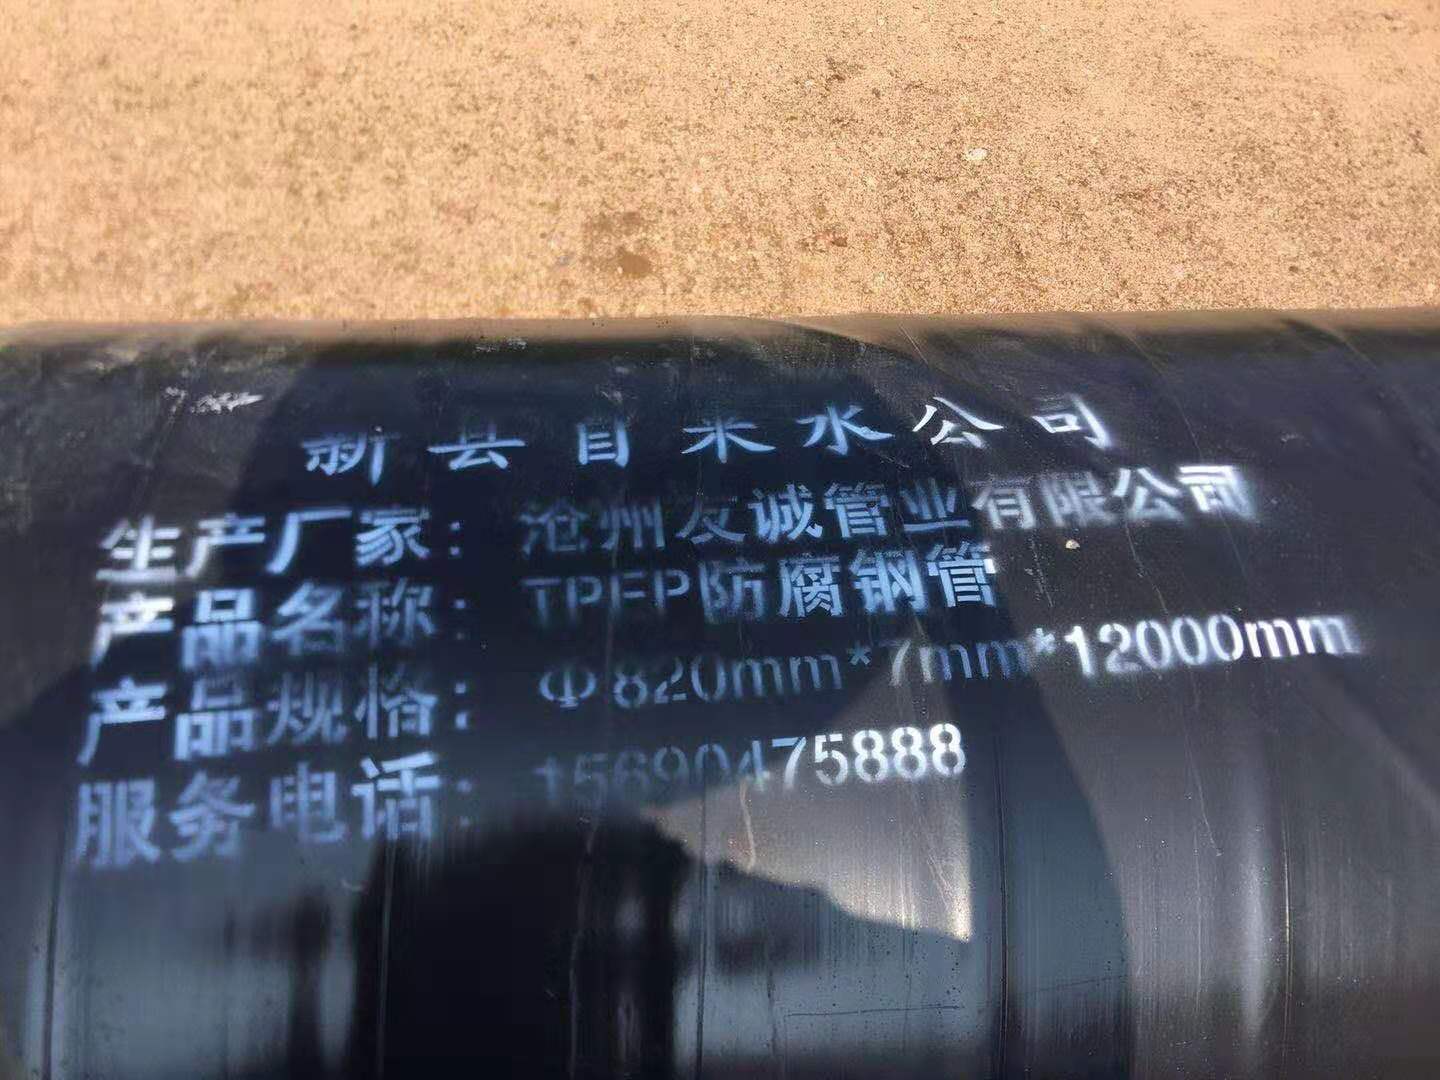 新县自来水公司
生产厂家：沧州友诚管业有限公司
产品名称：TPEP防腐钢管
产品规格：Φ820mm*7mm*12000mm
服务电话：15690475888